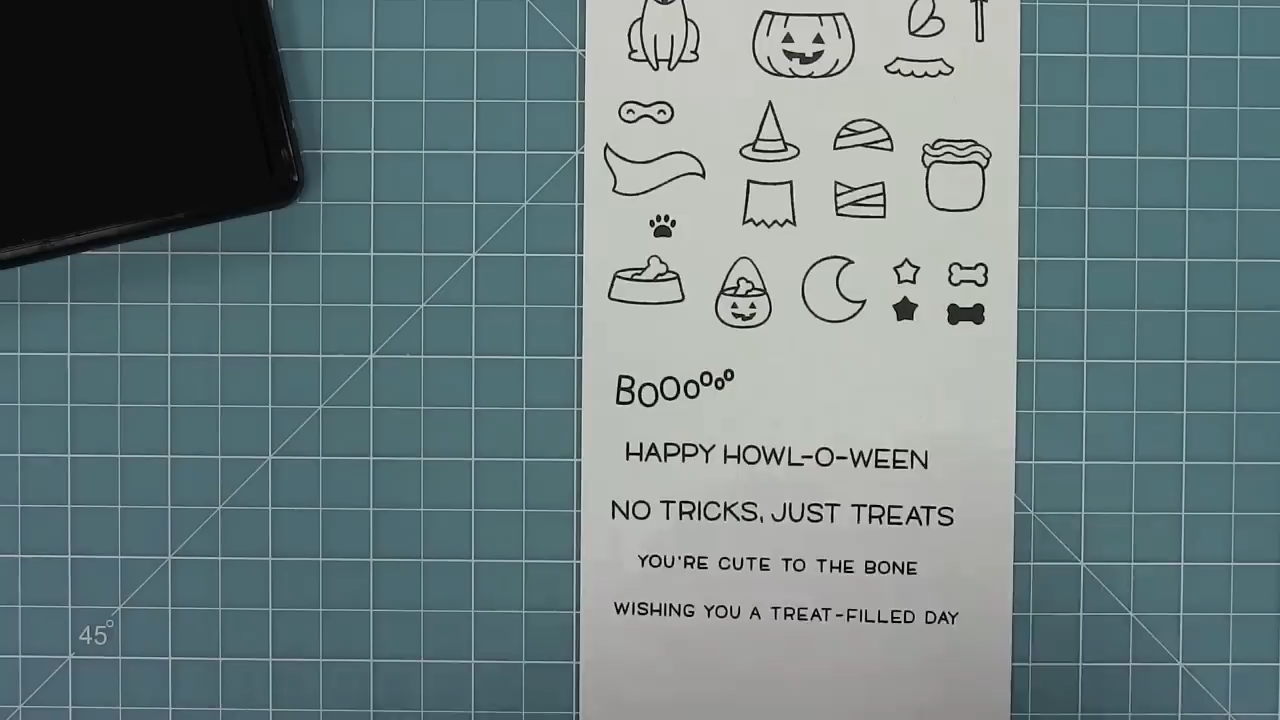 BOOoooo
HAPPY HOWL-O-WEEN
NO TRICKS, JUST TREATS
YOU'RE CUTE TO THE BONE
WISHING YOU A TREAT-FILLED DAY
45°